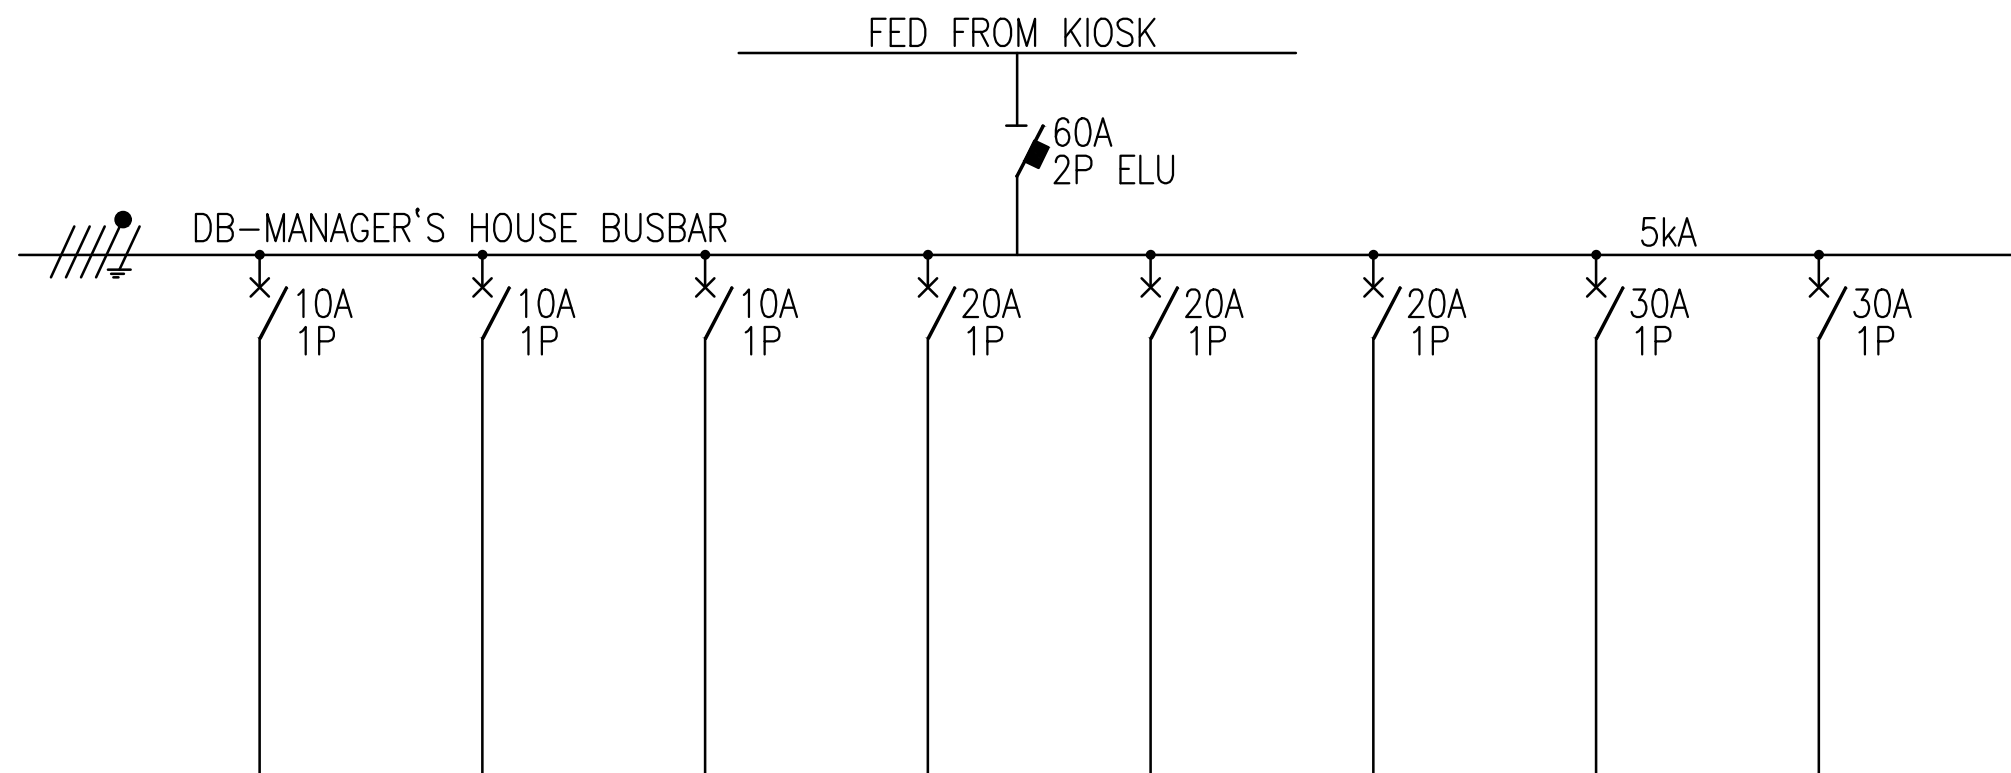 FED FROM KIOSK
60A
2P ELU
DB-MANAGER'S HOUSE BUSBAR
5kA
10A
1P
10A
1P
10A
1P
20A
1P
20A
1P
20A
1P
30A
1P
30A
1P